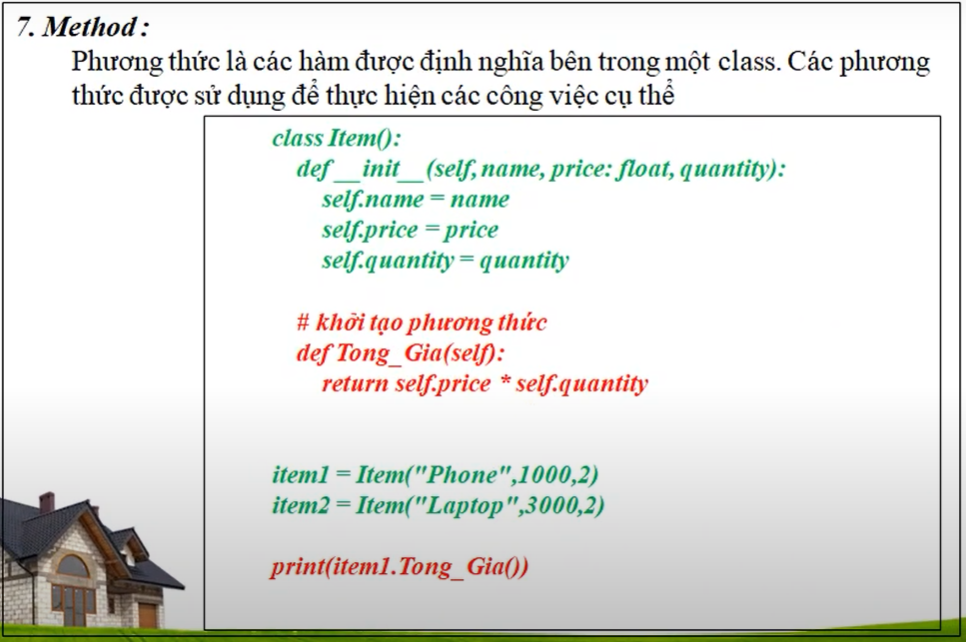 7. Method :
Phương thức là các hàm được định nghĩa bên trong một class. Các phương
thức được sử dụng để thực hiện các công việc cụ thể
class Item():
def __init__(self, name, price: float, quantity):
self.name = name
self.price = price
self.quantity = quantity
# khởi tạo phương thức
def Tong_Gia(self):
return self.price * self.quantity
item1 = Item("Phone",1000,2)
item2 = Item("Laptop",3000,2)
print(item1.Tong_Gia())